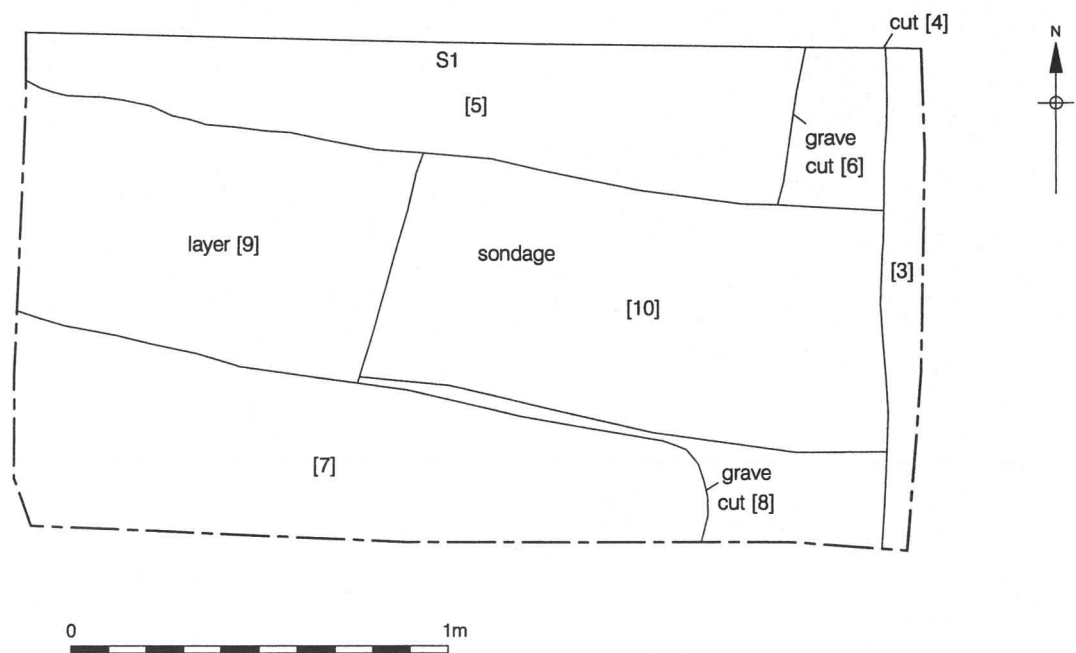 cut [4]
N
S1
[5]
grave
cut [6]
layer [9]
sondage
[3]
[10]
[7]
grave
cut [8]
0 1m